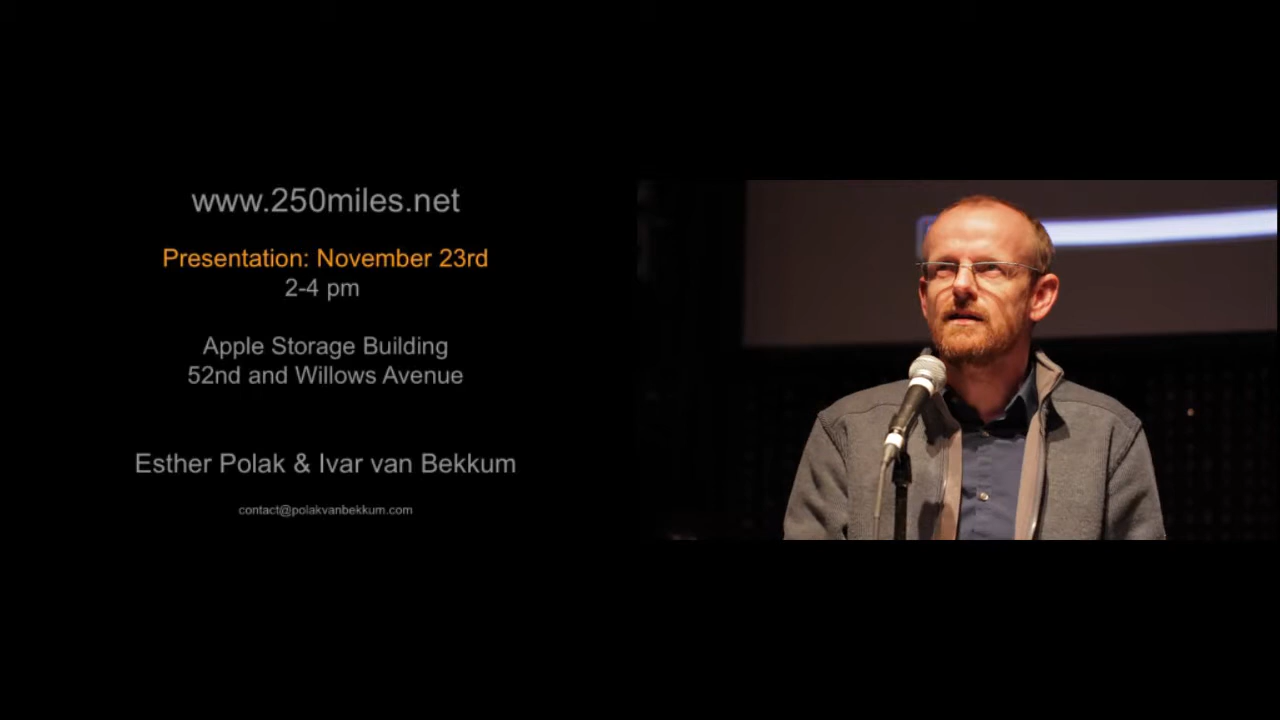 www.250miles.net
Presentation: November 23rd
2-4 pm
Apple Storage Building
52nd and Willows Avenue
Esther Polak & Ivar van Bekkum
contact@polakvanbekkum.com